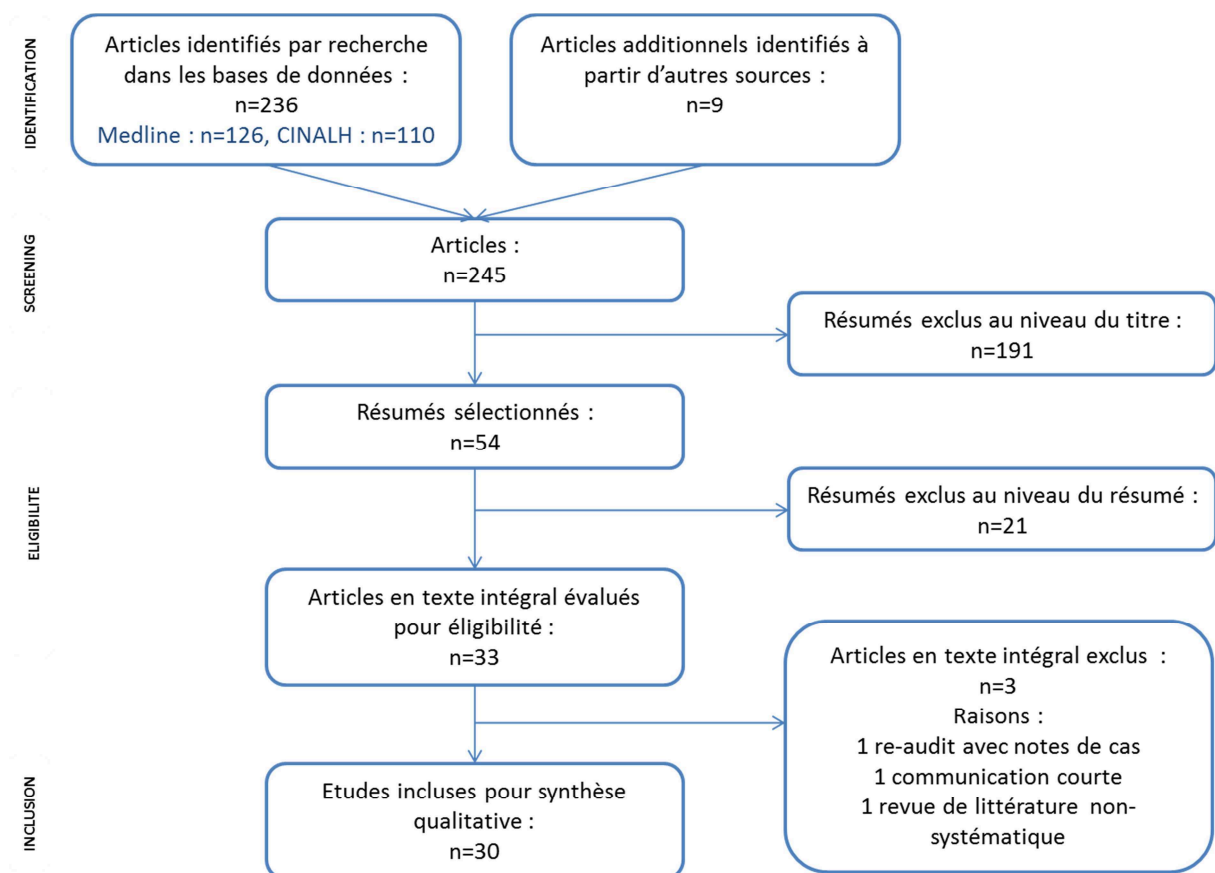 IDENTIFICATION
Articles identifiés par recherche
dans les bases de données :
n=236
Medline : n=126, CINALH : n=110
Articles additionnels identifiés à
partir d'autres sources :
n=9
SCREENING
Articles :
n=245
Résumés exclus au niveau du titre :
n=191
ELIGIBILITE
Résumés sélectionnés :
n=54
Résumés exclus au niveau du résumé :
n=21
Articles en texte intégral évalués
pour éligibilité :
n=33
Articles en texte intégral exclus :
n=3
Raisons :
1 re-audit avec notes de cas
1 communication courte
1 revue de littérature non-
systématique
INCLUSION
Etudes incluses pour synthèse
qualitative :
n=30